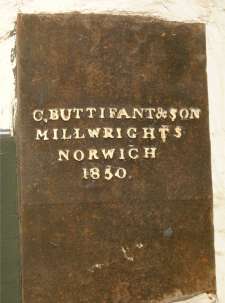 C, BUTTIFANT & SON
MILLWRIGHTS
NORWICH
1850.